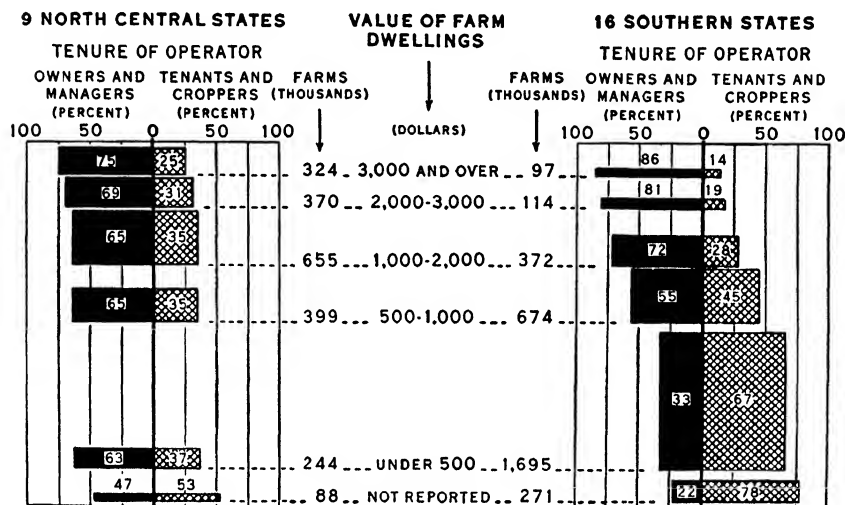 9 NORTH CENTRAL STATES
TENURE OF OPERATOR
OWNERS AND MANAGERS (PERCENT)
TENANTS AND CROPPERS (PERCENT)
100 50 0 50 100
FARMS (THOUSANDS)
VALUE OF FARM DWELLINGS
(DOLLARS)
FARMS (THOUSANDS)
16 SOUTHERN STATES
TENURE OF OPERATOR
OWNERS AND MANAGERS (PERCENT)
TENANTS AND CROPPERS (PERCENT)
100 50 0 50 100
75 25 324 3,000 AND OVER 97 86 14
69 31 370 2,000-3,000 114 81 19
65 35 655 1,000-2,000 372 72 28
65 35 399 500-1,000 674 55 45
63 37 244 UNDER 500 1,695 33 67
47 53 88 NOT REPORTED 271 22 78